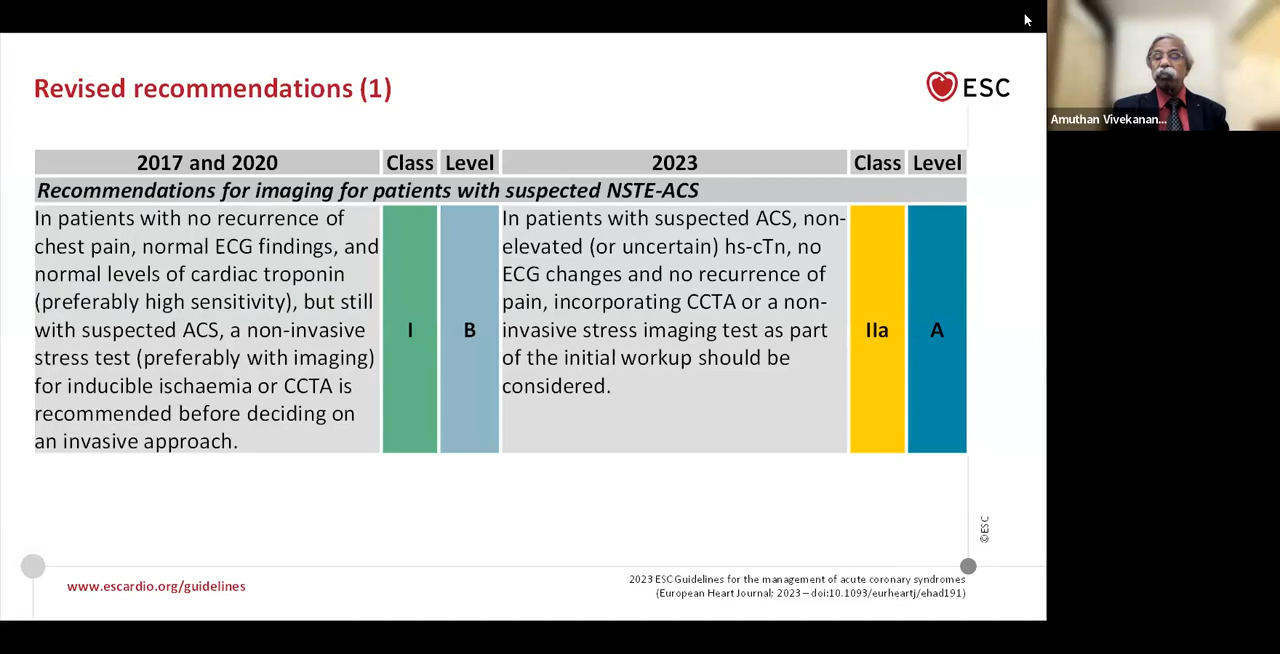 Revised recommendations (1)
ESC
2017 and 2020 Class Level 2023 Class Level
Recommendations for imaging for patients with suspected NSTE-ACS
In patients with no recurrence of
chest pain, normal ECG findings, and
normal levels of cardiac troponin
(preferably high sensitivity), but still
with suspected ACS, a non-invasive
stress test (preferably with imaging)
for inducible ischaemia or CCTA is
recommended before deciding on
an invasive approach.
I
B
In patients with suspected ACS, non-
elevated (or uncertain) hs-cTn, no
ECG changes and no recurrence of
pain, incorporating CCTA or a non-
invasive stress imaging test as part
of the initial workup should be
considered.
IIa
A
©ESC
www.escardio.org/guidelines
2023 ESC Guidelines for the management of acute coronary syndromes
(European Heart Journal; 2023 – doi:10.1093/eurheartj/ehad191)
Amuthan Vivekanan...